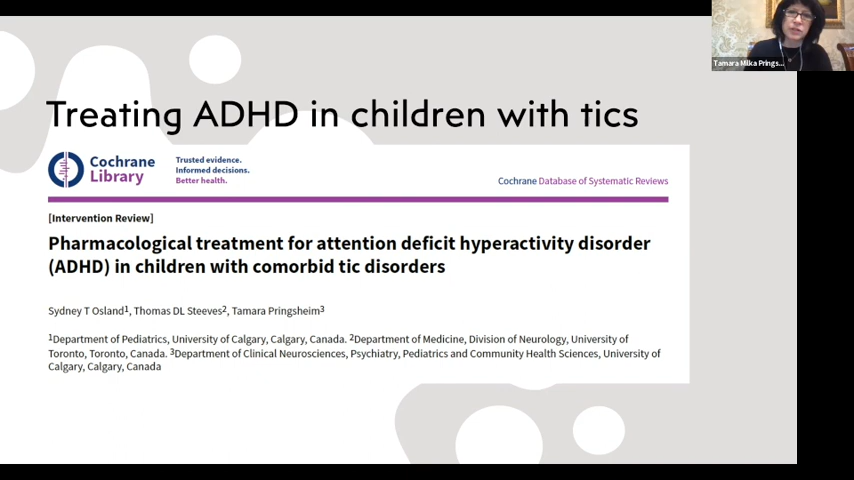 Tamara Milka Prings...
Treating ADHD in children with tics
Cochrane
Library
Trusted evidence.
Informed decisions.
Better health.
Cochrane Database of Systematic Reviews
[Intervention Review]
Pharmacological treatment for attention deficit hyperactivity disorder
(ADHD) in children with comorbid tic disorders
Sydney T Osland1, Thomas DL Steeves2, Tamara Pringsheim3
1Department of Pediatrics, University of Calgary, Calgary, Canada. 2Department of Medicine, Division of Neurology, University of
Toronto, Toronto, Canada. 3Department of Clinical Neurosciences, Psychiatry, Pediatrics and Community Health Sciences, University of
Calgary, Calgary, Canada